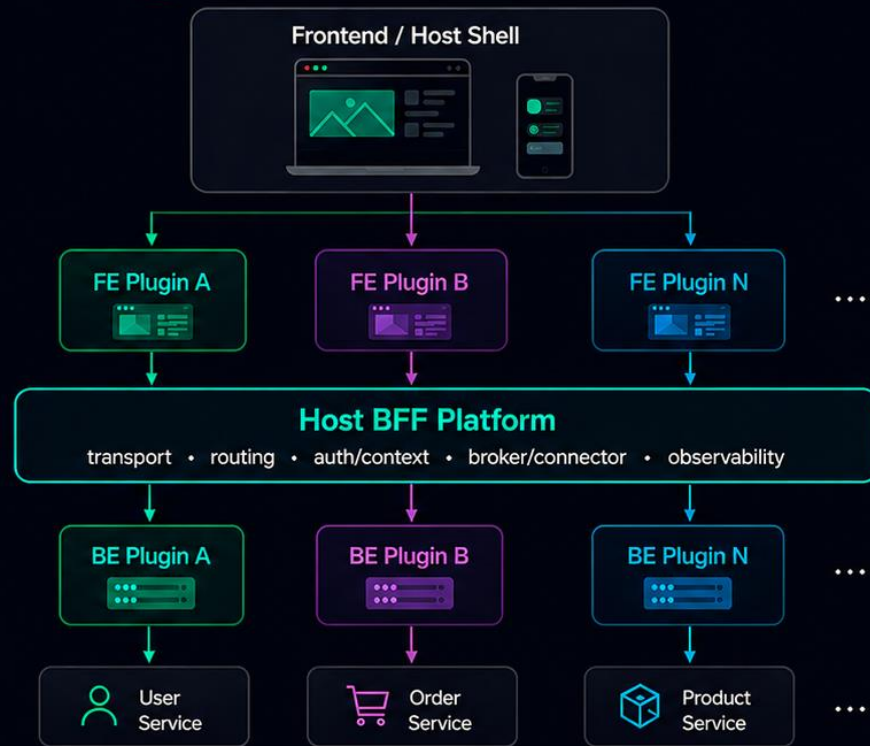 Frontend / Host Shell
FE Plugin A
FE Plugin B
FE Plugin N
...
Host BFF Platform
transport • routing • auth/context • broker/connector • observability
BE Plugin A
BE Plugin B
BE Plugin N
...
User
Service
Order
Service
Product
Service
...